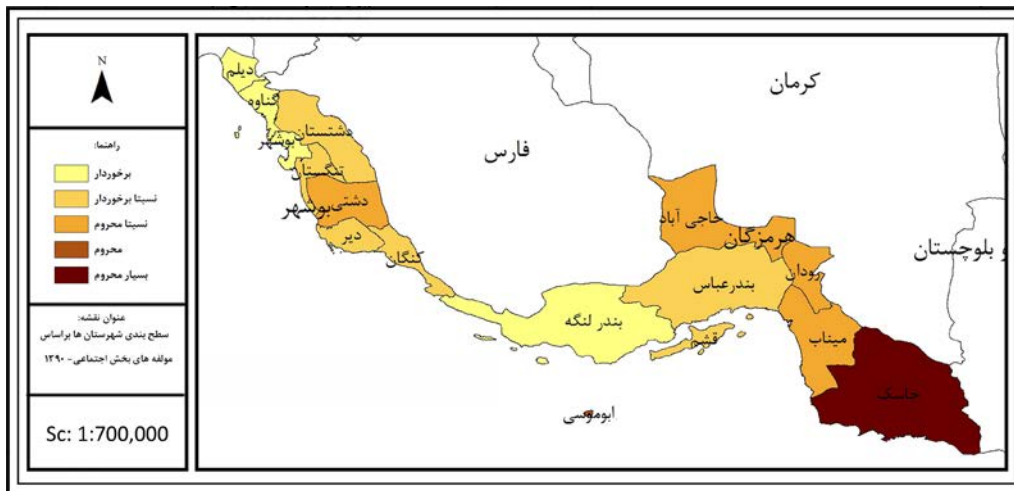 N
راهنما:
برخوردار
نسبتا برخوردار
نسبتا محروم
محروم
بسیار محروم
عنوان نقشه:
سطح بندی شهرستان ها براساس
مولفه های بخش اجتماعی- ۱۳۹۰
Sc: 1:700,000
دیلم
گناوه
دشتستان
بوشهر
تنگستان
دشتی
بوشهر
دیر
کنگان
فارس
کرمان
حاجی آباد
هرمزگان
رودان
و بلوچستان
بندرعباس
بندر لنگه
قشم
میناب
جاسک
ابوموسی